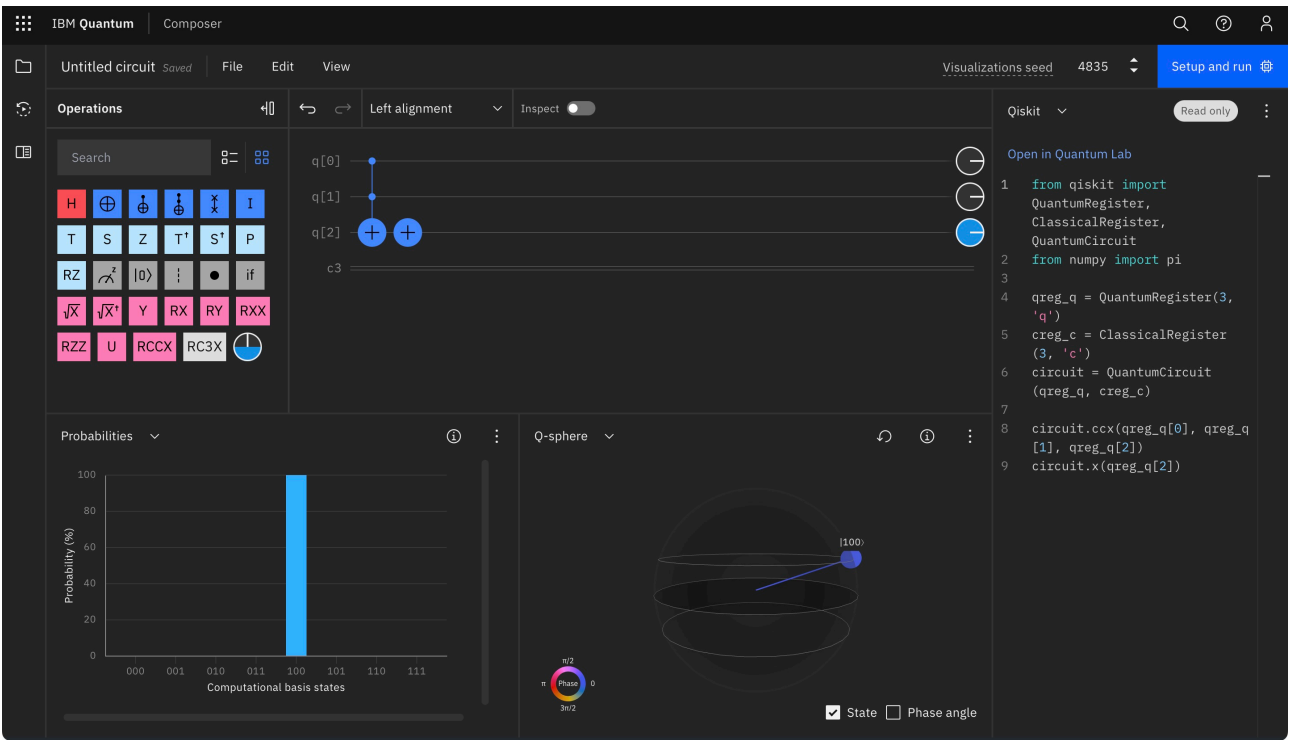 IBM Quantum Composer
Untitled circuit Saved File Edit View Visualizations seed 4835 Setup and run
Operations Left alignment Inspect
Search
H I
T S Z T† S† P
RZ z |0⟩ if
√X √X† Y RX RY RXX
RZZ U RCCX RC3X
q[0]
q[1]
q[2]
c3
Qiskit Read only
Open in Quantum Lab
1 from qiskit import
QuantumRegister,
ClassicalRegister,
QuantumCircuit
2 from numpy import pi
3
4 qreg_q = QuantumRegister(3,
'q')
5 creg_c = ClassicalRegister
(3, 'c')
6 circuit = QuantumCircuit
(qreg_q, creg_c)
7
8 circuit.ccx(qreg_q[0], qreg_q
[1], qreg_q[2])
9 circuit.x(qreg_q[2])
Probabilities
Probability (%)
100
80
60
40
20
0
000 001 010 011 100 101 110 111
Computational basis states
Q-sphere
|100⟩
π/2
π Phase 0
3π/2
State Phase angle